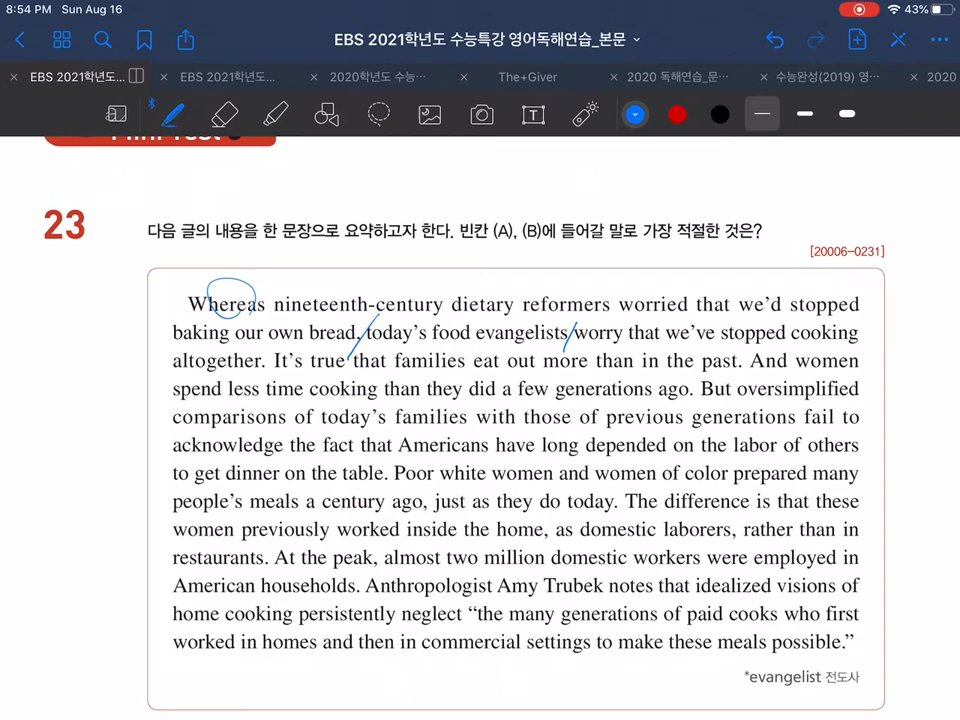 8:54 PM Sun Aug 16
43%
EBS 2021학년도 수능특강 영어독해연습_본문
EBS 2021학년도...
EBS 2021학년도...
2020학년도 수능...
The+Giver
2020 독해연습_문...
수능완성(2019) 영...
2020
Mini Test
23
다음 글의 내용을 한 문장으로 요약하고자 한다. 빈칸 (A), (B)에 들어갈 말로 가장 적절한 것은?
[20006-0231]
Whereas nineteenth-century dietary reformers worried that we’d stopped
baking our own bread, today’s food evangelists worry that we’ve stopped cooking
altogether. It’s true that families eat out more than in the past. And women
spend less time cooking than they did a few generations ago. But oversimplified
comparisons of today’s families with those of previous generations fail to
acknowledge the fact that Americans have long depended on the labor of others
to get dinner on the table. Poor white women and women of color prepared many
people’s meals a century ago, just as they do today. The difference is that these
women previously worked inside the home, as domestic laborers, rather than in
restaurants. At the peak, almost two million domestic workers were employed in
American households. Anthropologist Amy Trubek notes that idealized visions of
home cooking persistently neglect “the many generations of paid cooks who first
worked in homes and then in commercial settings to make these meals possible.”
*evangelist 전도사